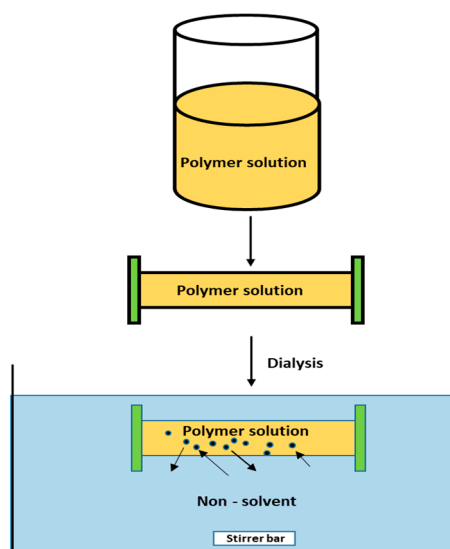 Polymer solution
Polymer solution
Dialysis
Polymer solution
Non - solvent
Stirrer bar